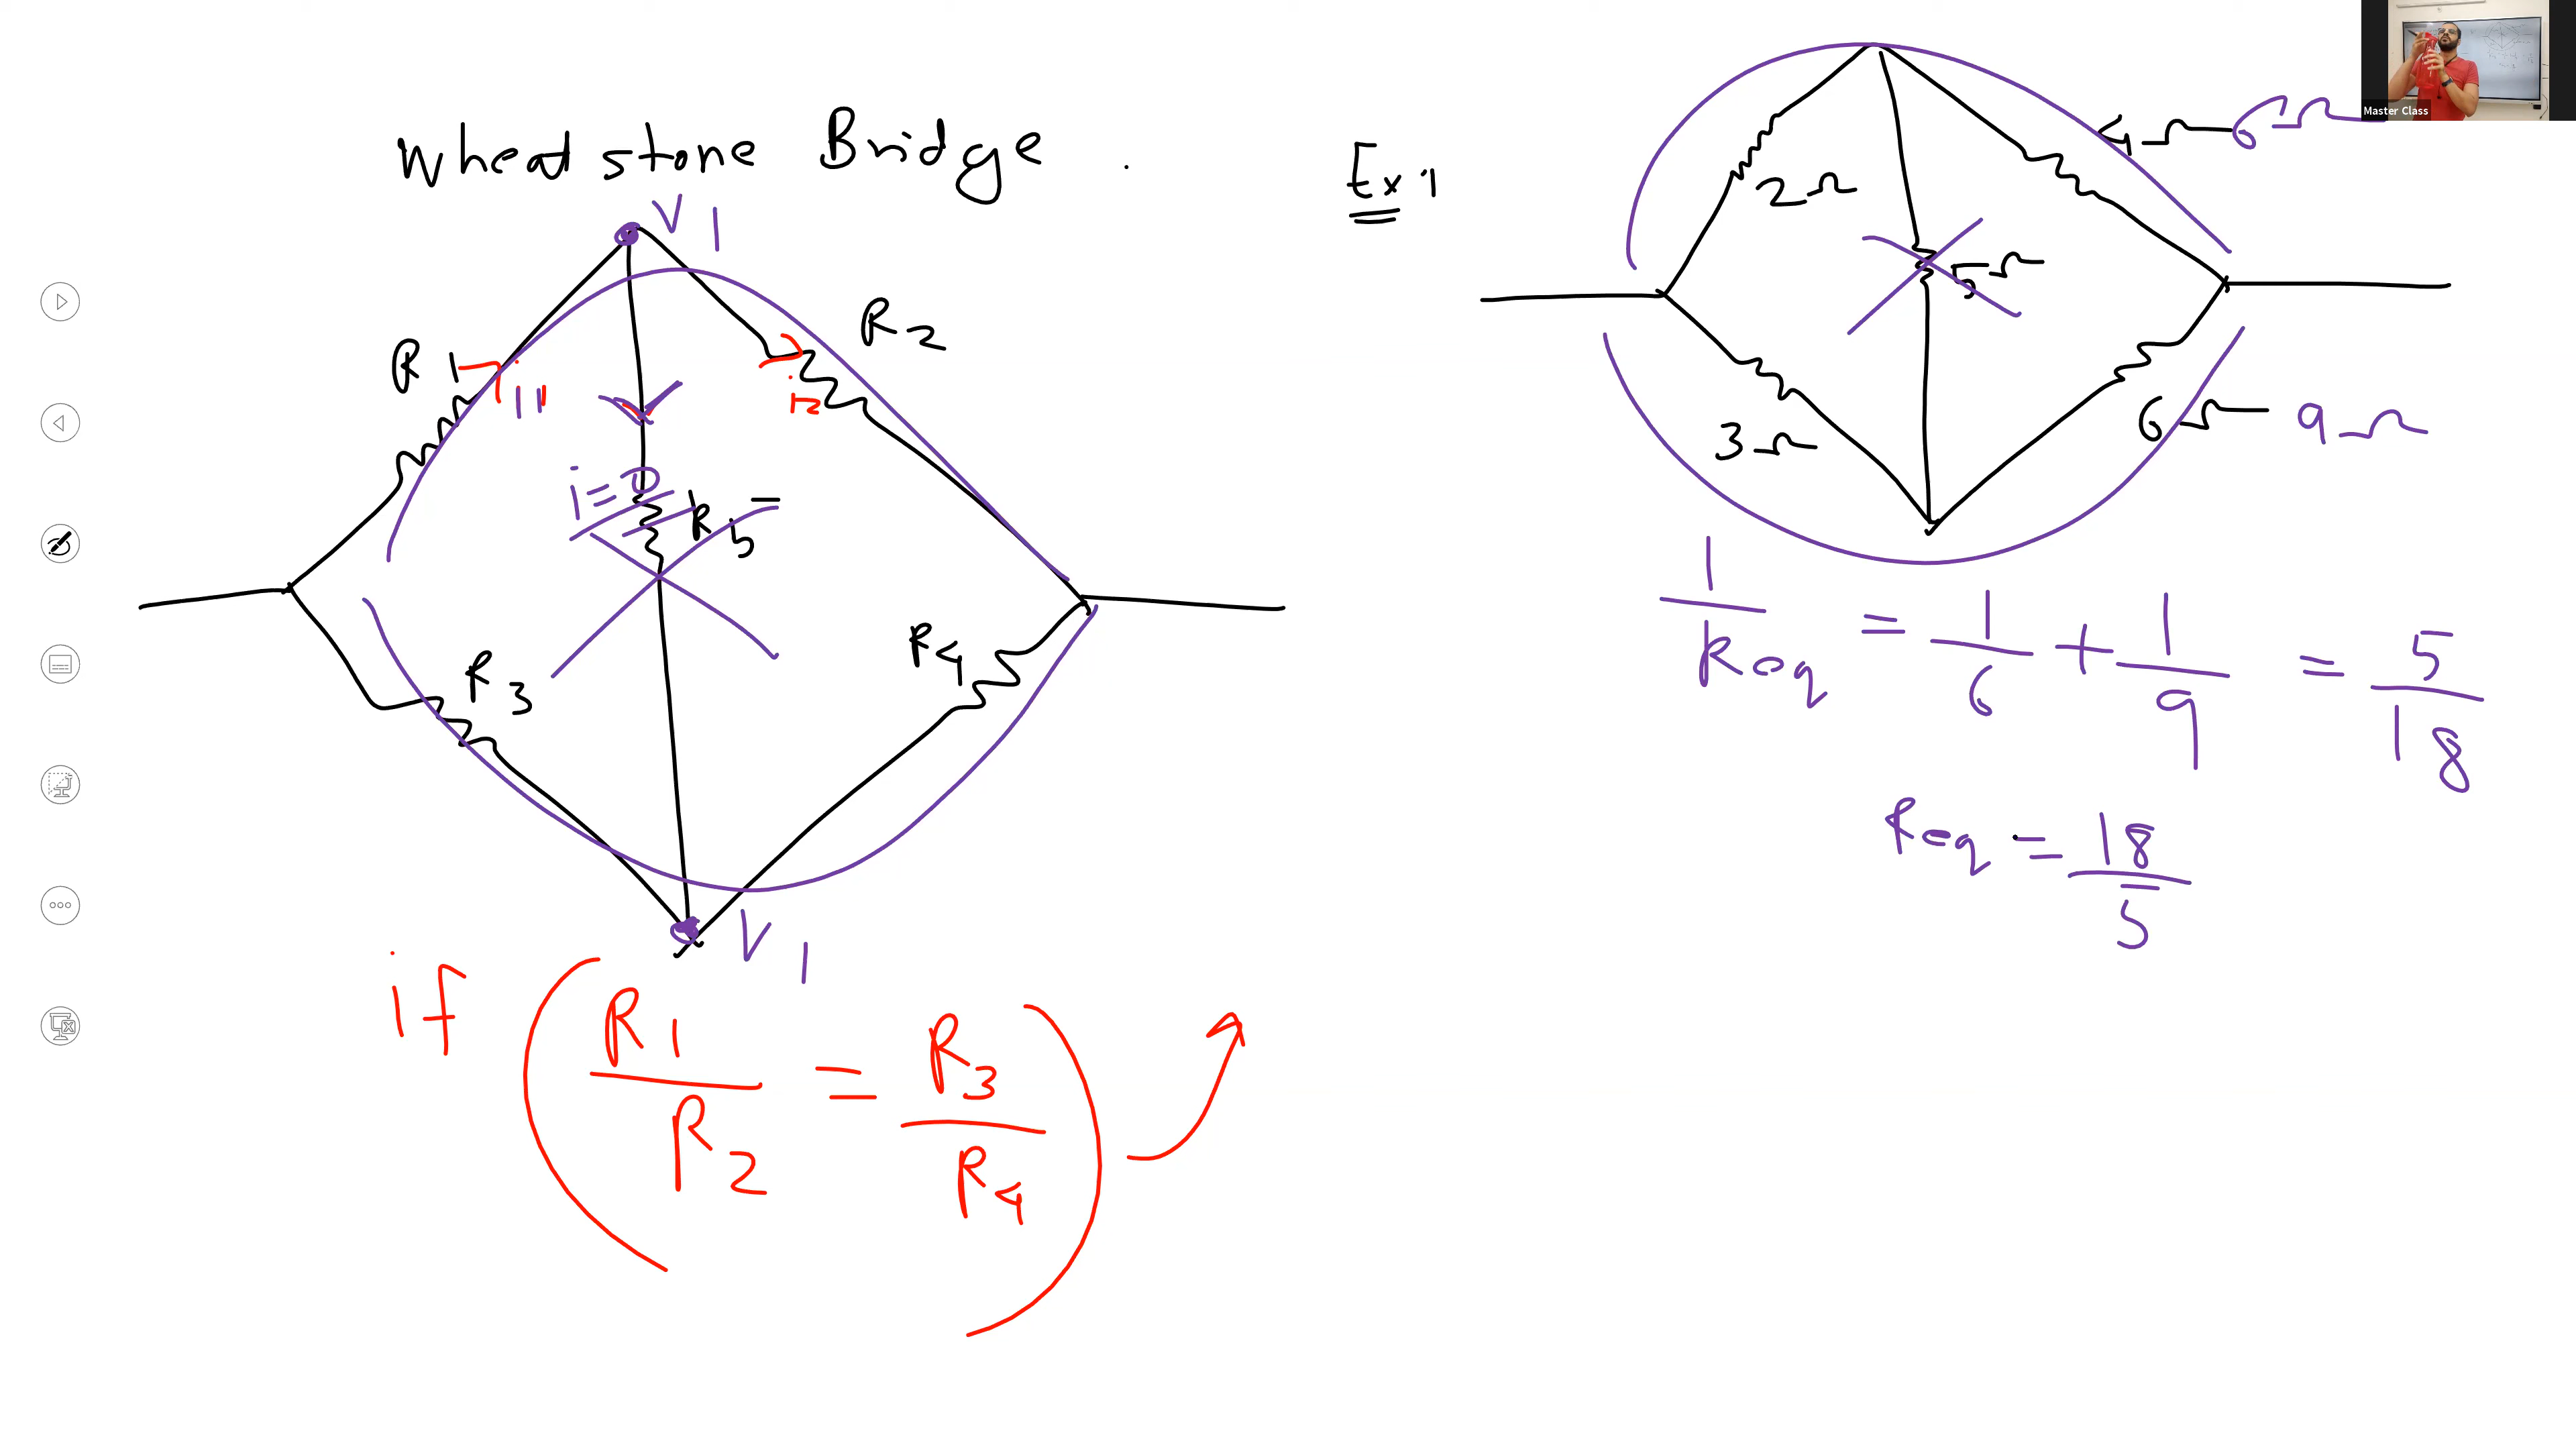 Wheatstone Bridge .
V1
R1
i1
R2
i2
i=0
R5
R3
R4
V1
if ( R1/R2 = R3/R4 )
Ex 1
4Ω 6Ω
2Ω
5Ω
3Ω
6Ω 9Ω
1/Req = 1/6 + 1/9 = 5/18
Req = 18/5
Master Class